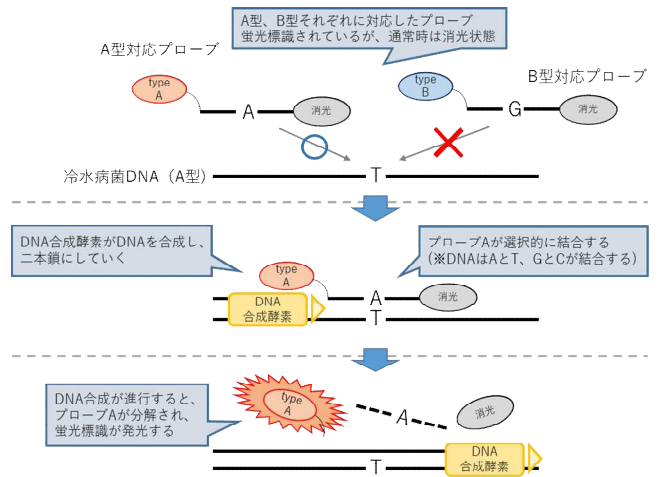 A型、B型それぞれに対応したプローブ
蛍光標識されているが、通常時は消光状態
A型対応プローブ
B型対応プローブ
type
A
A
消光
type
B
G
消光
冷水病菌DNA（A型）
T
DNA合成酵素がDNAを合成し、
二本鎖にしていく
プローブAが選択的に結合する
（※DNAはAとT、GとCが結合する）
type
A
A
消光
DNA
合成酵素
T
DNA合成が進行すると、
プローブAが分解され、
蛍光標識が発光する
type
A
A
消光
DNA
合成酵素
T